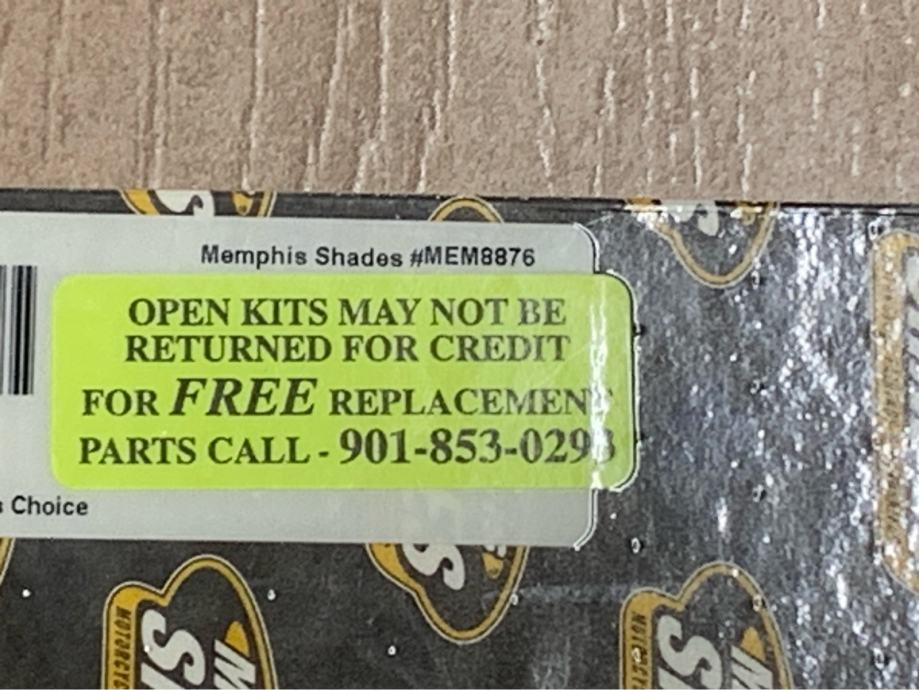 Memphis Shades #MEM8876
OPEN KITS MAY NOT BE
RETURNED FOR CREDIT
FOR FREE REPLACEMENT
PARTS CALL - 901-853-0293
Choice